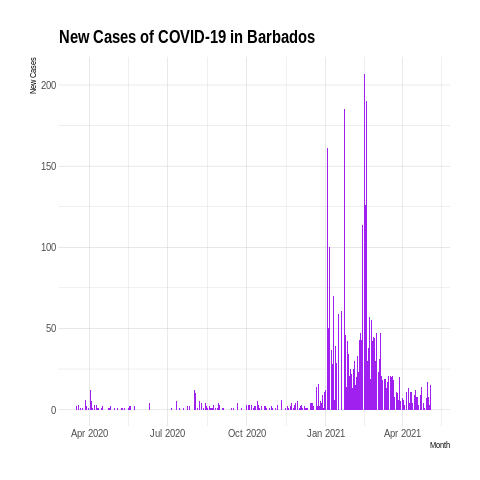 New Cases of COVID-19 in Barbados
New Cases
200
150
100
50
0
Apr 2020
Jul 2020
Oct 2020
Jan 2021
Apr 2021
Month